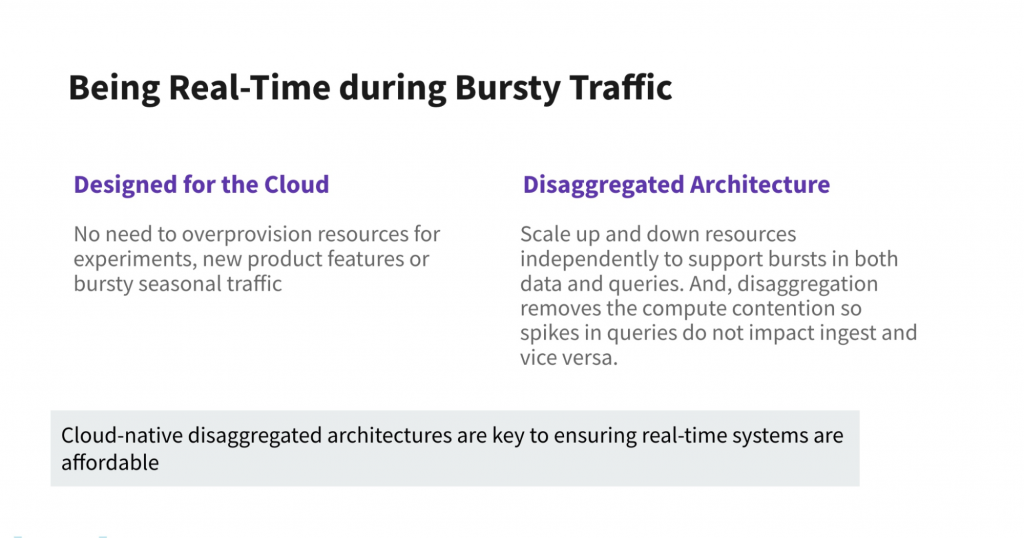 Being Real-Time during Bursty Traffic
Designed for the Cloud
No need to overprovision resources for
experiments, new product features or
bursty seasonal traffic
Disaggregated Architecture
Scale up and down resources
independently to support bursts in both
data and queries. And, disaggregation
removes the compute contention so
spikes in queries do not impact ingest and
vice versa.
Cloud-native disaggregated architectures are key to ensuring real-time systems are
affordable